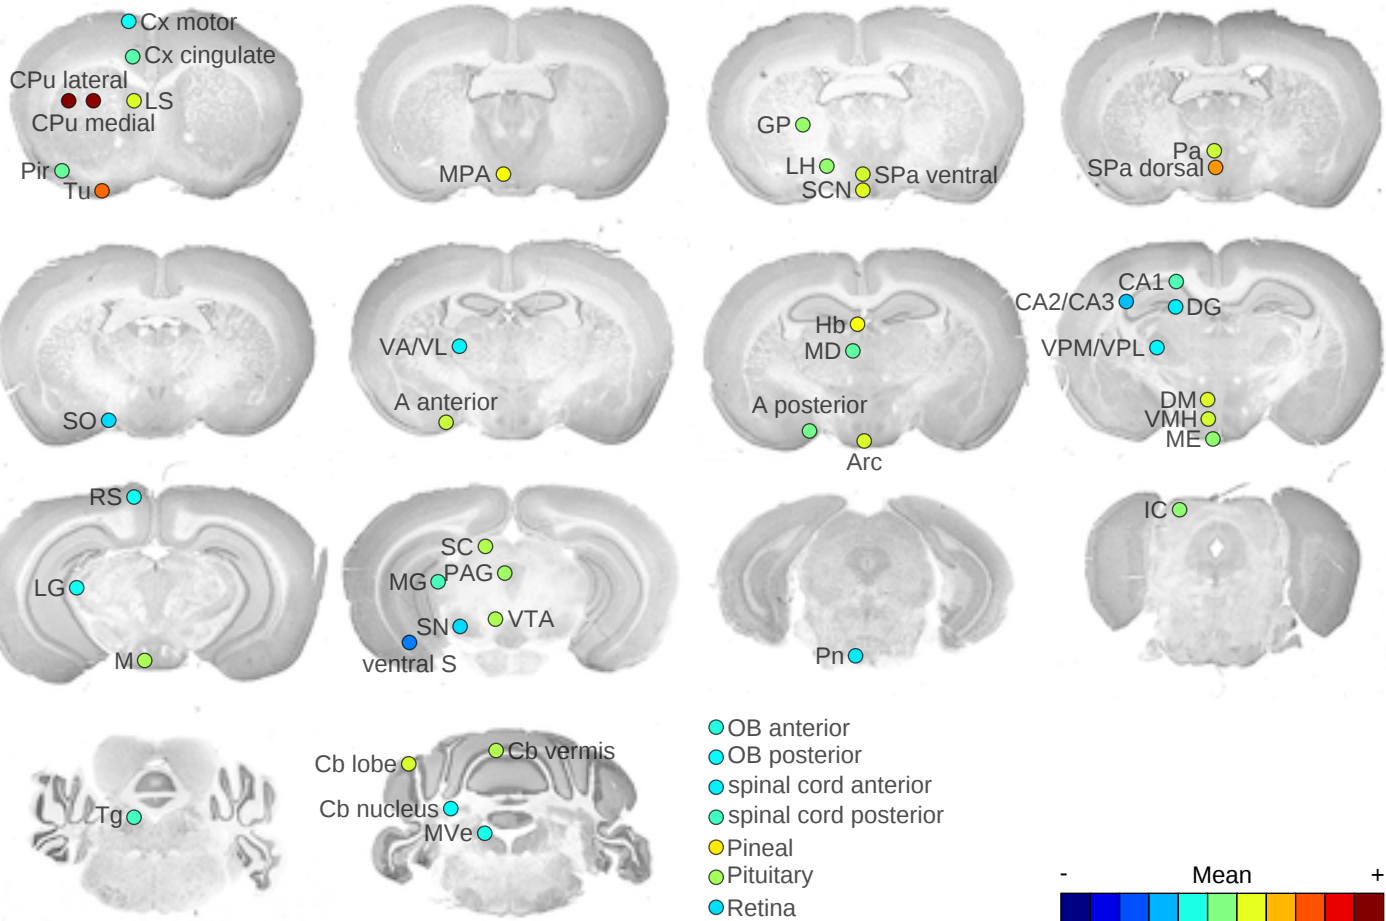 Cx motor
Cx cingulate
CPu lateral
LS
CPu medial
Pir
Tu
MPA
GP
LH
SPa ventral
SCN
Pa
SPa dorsal
SO
VA/VL
A anterior
Hb
MD
A posterior
Arc
CA1
CA2/CA3
DG
VPM/VPL
DM
VMH
ME
RS
LG
M
SC
MG
PAG
SN
VTA
ventral S
Pn
IC
Tg
Cb lobe
Cb vermis
Cb nucleus
MVe
OB anterior
OB posterior
spinal cord anterior
spinal cord posterior
Pineal
Pituitary
Retina
- Mean +